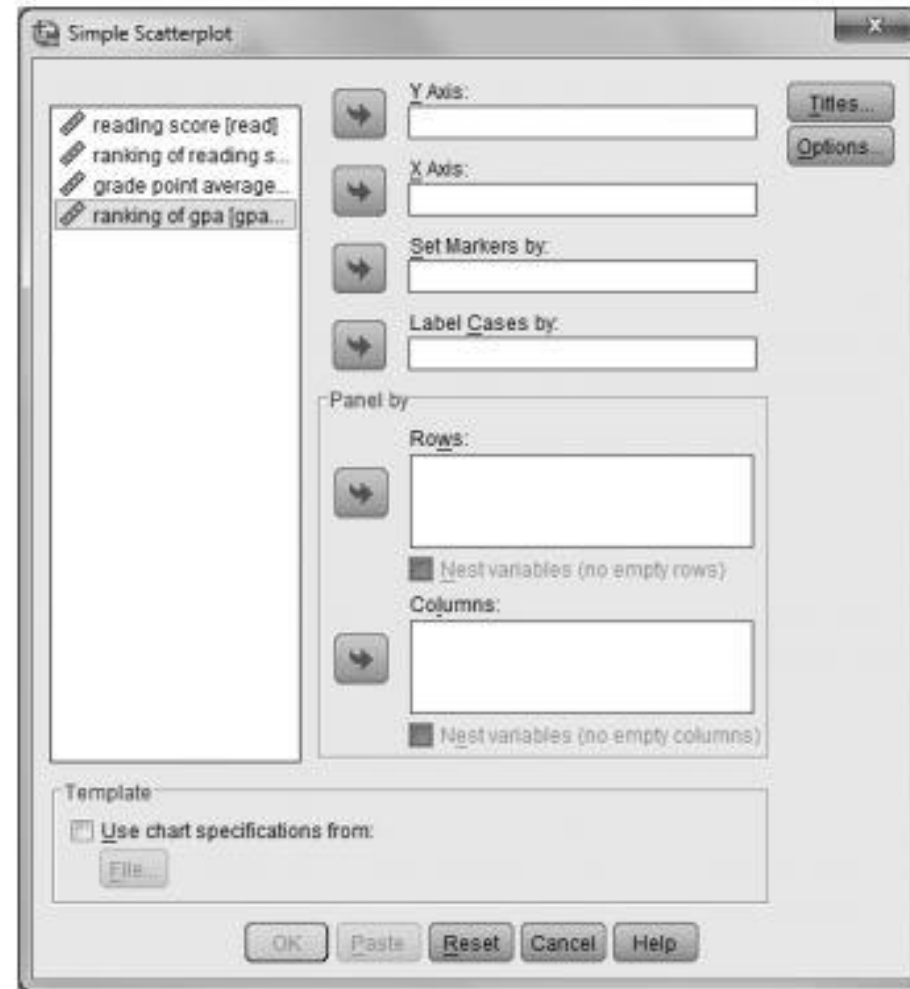 Simple Scatterplot
reading score [read]
ranking of reading s...
grade point average...
ranking of gpa [gpa...
Y Axis:
X Axis:
Set Markers by:
Label Cases by:
Panel by
Rows:
Nest variables (no empty rows)
Columns:
Nest variables (no empty columns)
Titles...
Options...
Template
Use chart specifications from:
File...
OK
Paste
Reset
Cancel
Help